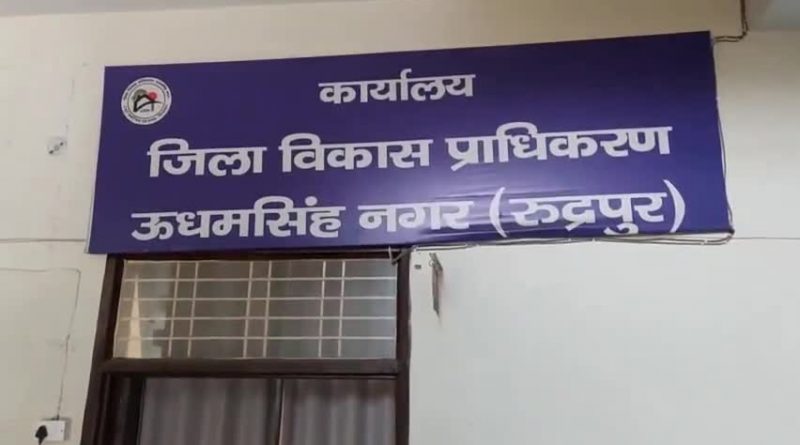 कार्यालय
जिला विकास प्राधिकरण
ऊधमसिंह नगर (रुद्रपुर)